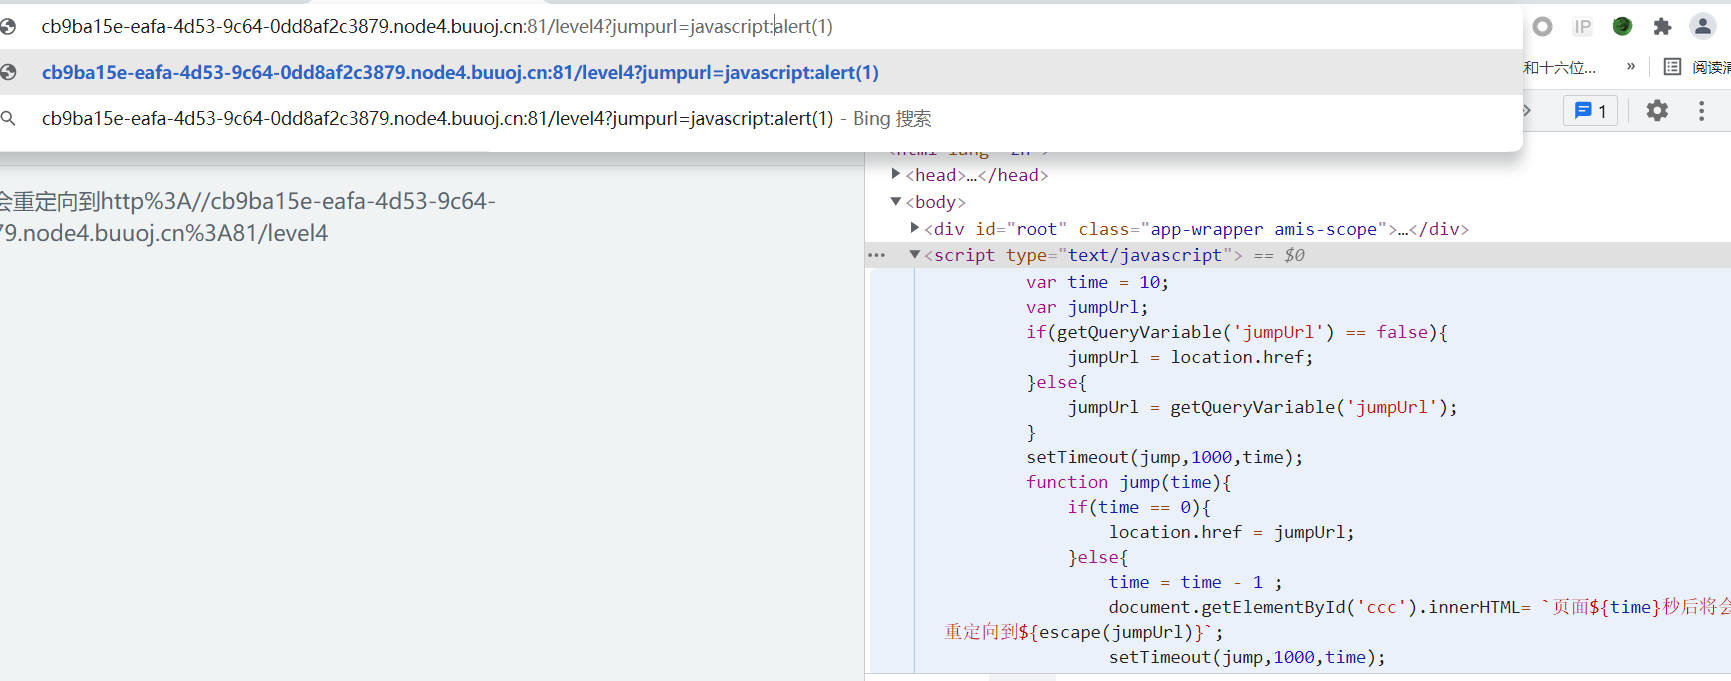 cb9ba15e-eafa-4d53-9c64-0dd8af2c3879.node4.buuoj.cn:81/level4?jumpurl=javascript:alert(1)
IP
cb9ba15e-eafa-4d53-9c64-0dd8af2c3879.node4.buuoj.cn:81/level4?jumpurl=javascript:alert(1)
和十六位... » 阅读清
cb9ba15e-eafa-4d53-9c64-0dd8af2c3879.node4.buuoj.cn:81/level4?jumpurl=javascript:alert(1) - Bing 搜索
1
会重定向到http%3A//cb9ba15e-eafa-4d53-9c64-
79.node4.buuoj.cn%3A81/level4
<head>…</head>
<body>
<div id="root" class="app-wrapper amis-scope">…</div>
<script type="text/javascript"> == $0
var time = 10;
var jumpUrl;
if(getQueryVariable('jumpUrl') == false){
jumpUrl = location.href;
}else{
jumpUrl = getQueryVariable('jumpUrl');
}
setTimeout(jump,1000,time);
function jump(time){
if(time == 0){
location.href = jumpUrl;
}else{
time = time - 1 ;
document.getElementById('ccc').innerHTML= `页面${time}秒后将会
重定向到${escape(jumpUrl)}`;
setTimeout(jump,1000,time);